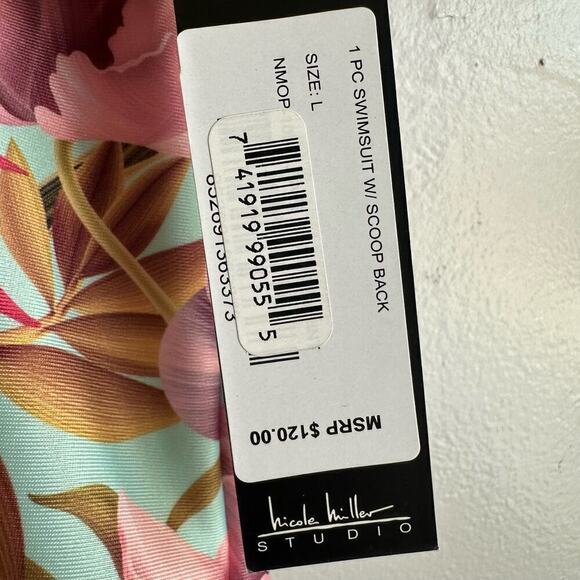 1 PC SWIMSUIT W/ SCOOP BACK
SIZE: L
NMOP
7 41919 99055 5
MSRP $120.00
nicole miller
STUDIO